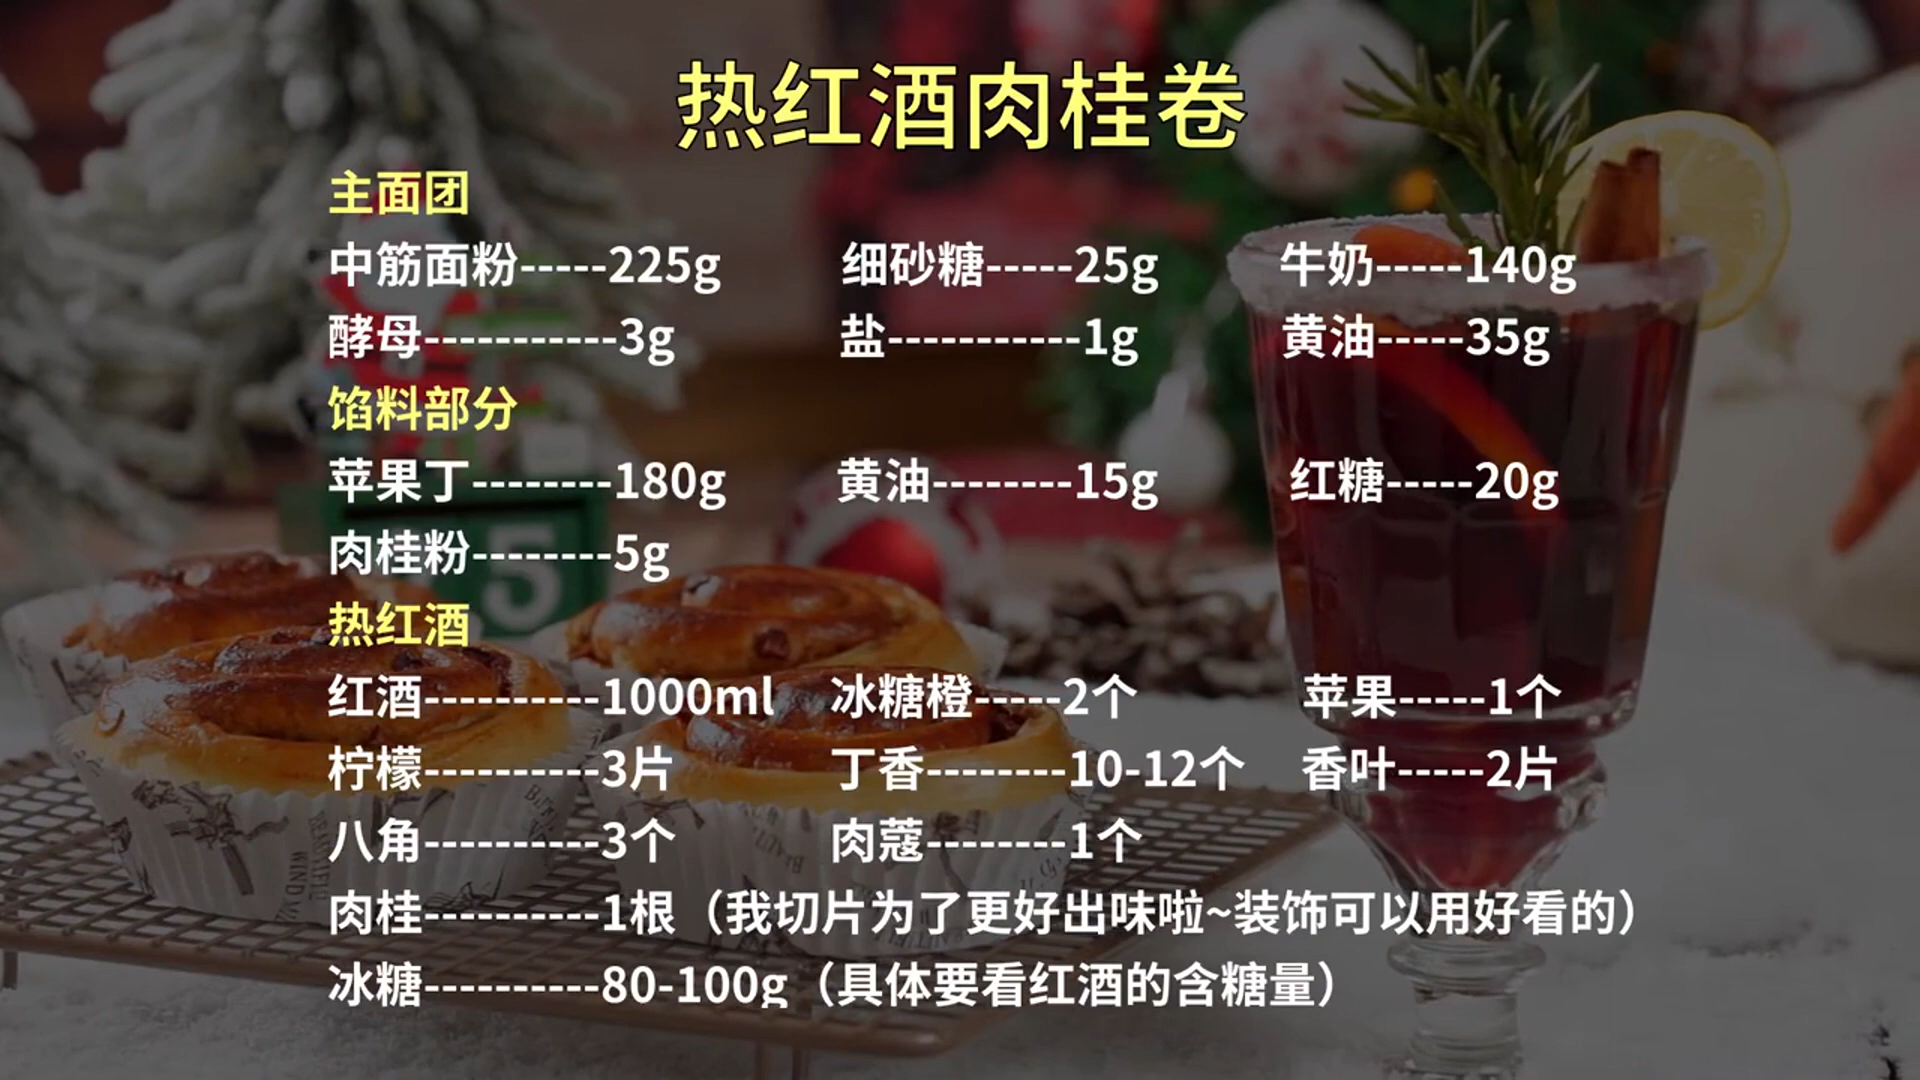 热红酒肉桂卷
主面团
中筋面粉-----225g 细砂糖-----25g 牛奶-----140g
酵母-----------3g 盐-----------1g 黄油-----35g
馅料部分
苹果丁--------180g 黄油--------15g 红糖-----20g
肉桂粉--------5g
5
热红酒
红酒----------1000ml 冰糖橙-----2个 苹果-----1个
柠檬----------3片 丁香--------10-12个 香叶-----2片
八角----------3个 肉蔻--------1个
肉桂----------1根（我切片为了更好出味啦~装饰可以用好看的）
冰糖----------80-100g（具体要看红酒的含糖量）